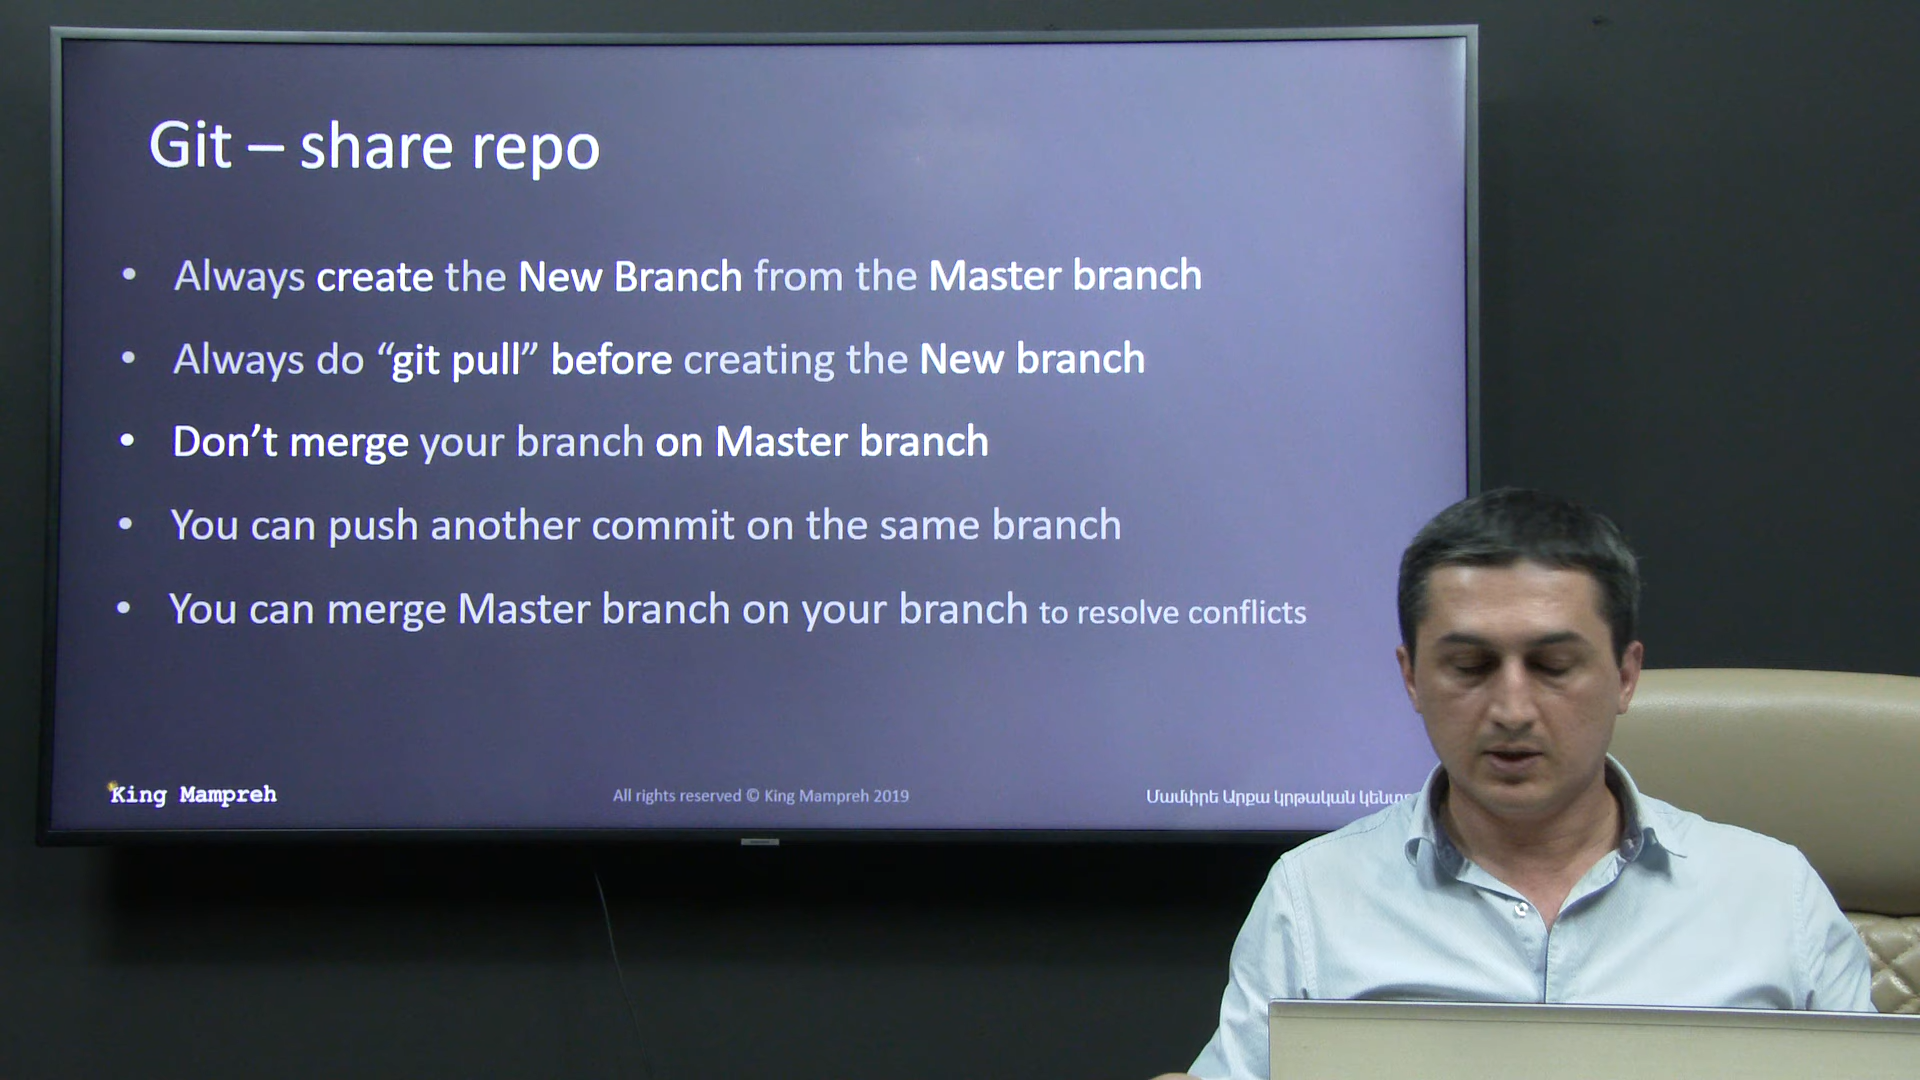 Git – share repo
• Always create the New Branch from the Master branch
• Always do “git pull” before creating the New branch
• Don’t merge your branch on Master branch
• You can push another commit on the same branch
• You can merge Master branch on your branch to resolve conflicts
King Mampreh
All rights reserved © King Mampreh 2019
Մամփրե Արքա կրթական